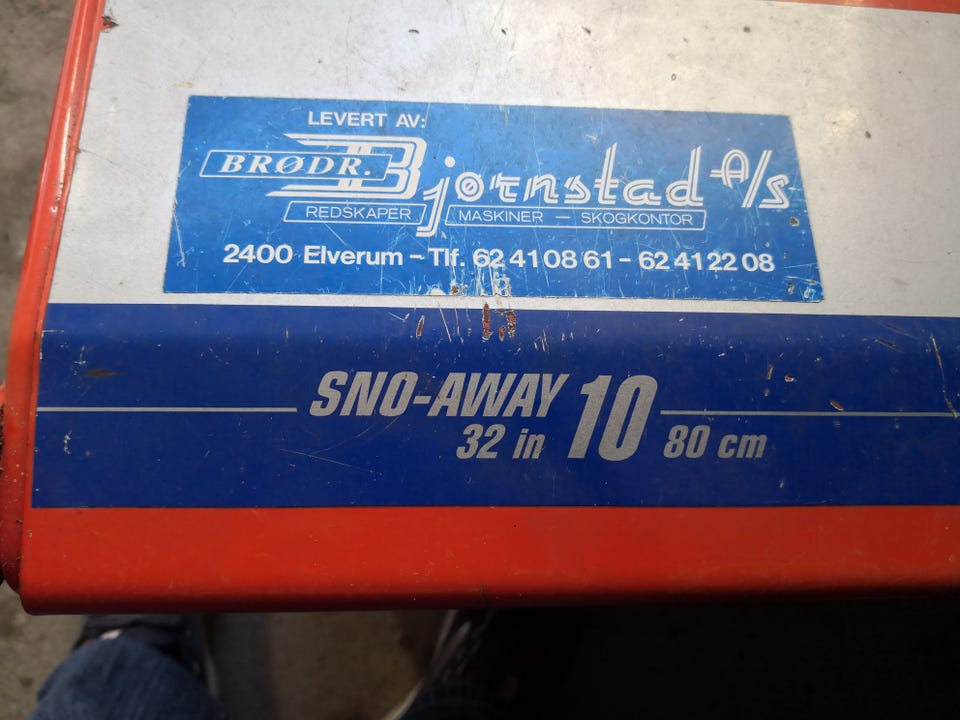 LEVERT AV:
BRØDR. Bjørnstad A/S
REDSKAPER MASKINER – SKOGKONTOR
2400 Elverum – Tlf. 62 41 08 61 – 62 41 22 08
SNO-AWAY 10
32 in 80 cm